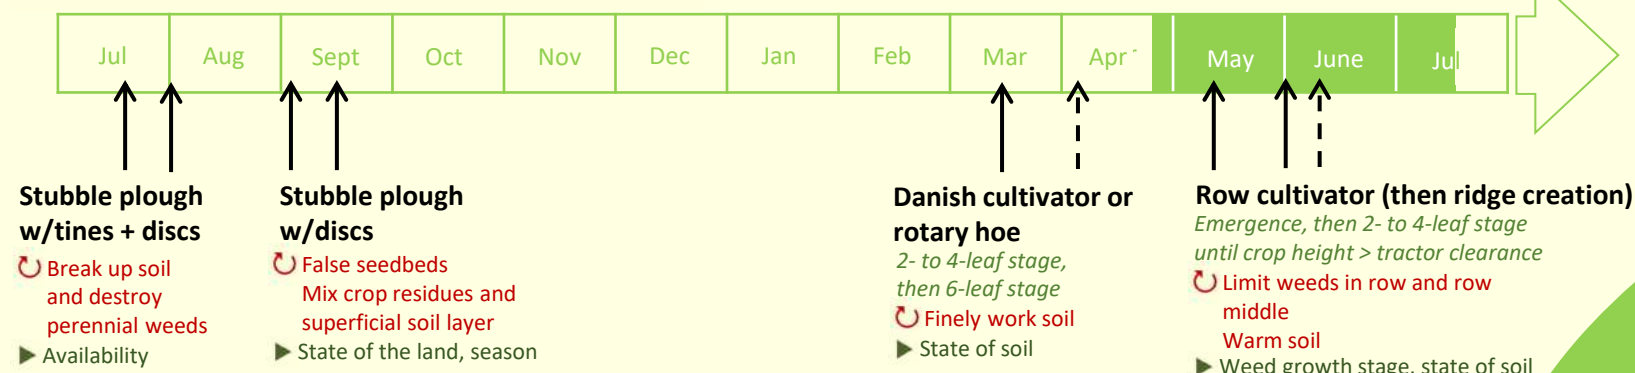 Jul Aug Sept Oct Nov Dec Jan Feb Mar Apr May June Jul
Stubble plough
w/tines + discs
Break up soil
and destroy
perennial weeds
Availability
Stubble plough
w/discs
False seedbeds
Mix crop residues and
superficial soil layer
State of the land, season
Danish cultivator or
rotary hoe
2- to 4-leaf stage,
then 6-leaf stage
Finely work soil
State of soil
Row cultivator (then ridge creation)
Emergence, then 2- to 4-leaf stage
until crop height > tractor clearance
Limit weeds in row and row
middle
Warm soil
Weed growth stage, state of soil